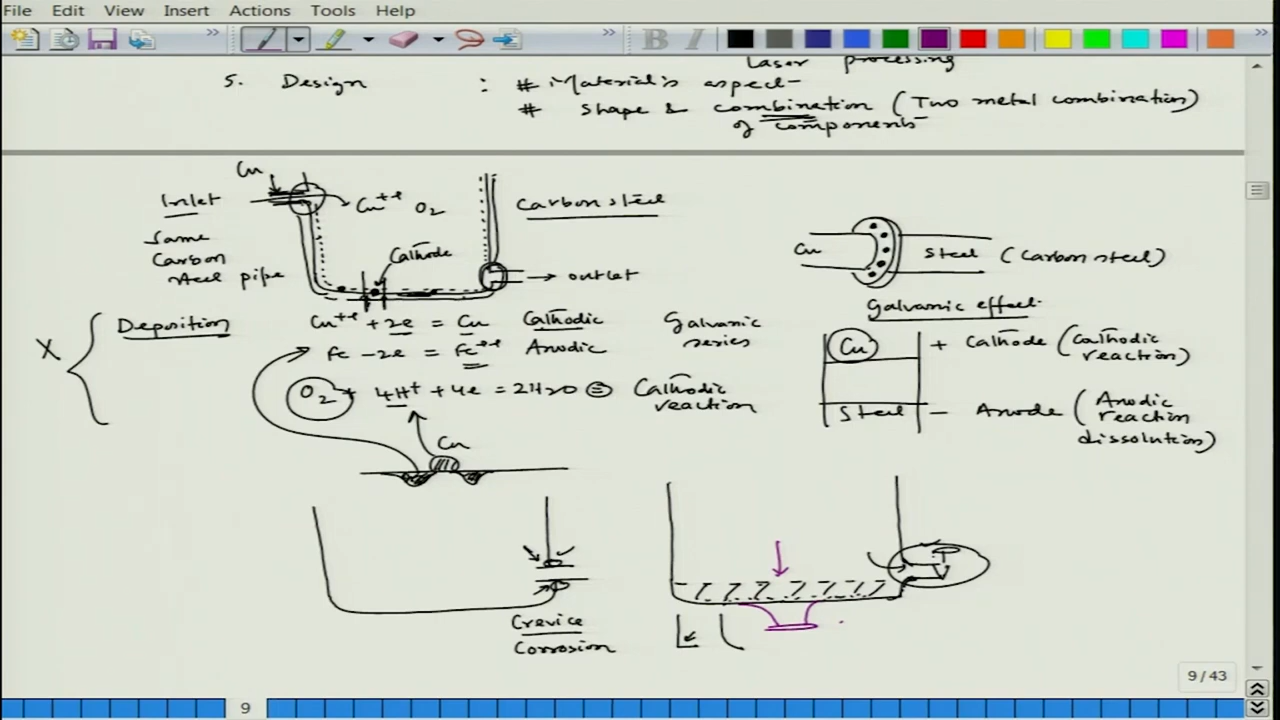 File Edit View Insert Actions Tools Help
B I
Laser processing
5. Design : # Material's aspect
# Shape & combination (Two metal combination)
of components
Cu
Inlet
Cu++ O2
Carbon steel
Same
Carbon
steel pipe
Cathode
→ outlet
Cu
Steel (Carbon steel)
Galvanic effect
X { Deposition
Cu++ + 2e = Cu Cathodic
Fe - 2e = Fe++ Anodic
Galvanic
series
O2 + 4H+ + 4e = 2H2O = Cathodic
reaction
Cu + Cathode (Cathodic
reaction)
Steel - Anode (Anodic
reaction
dissolution)
Cu
Crevice
Corrosion
9 / 43
9